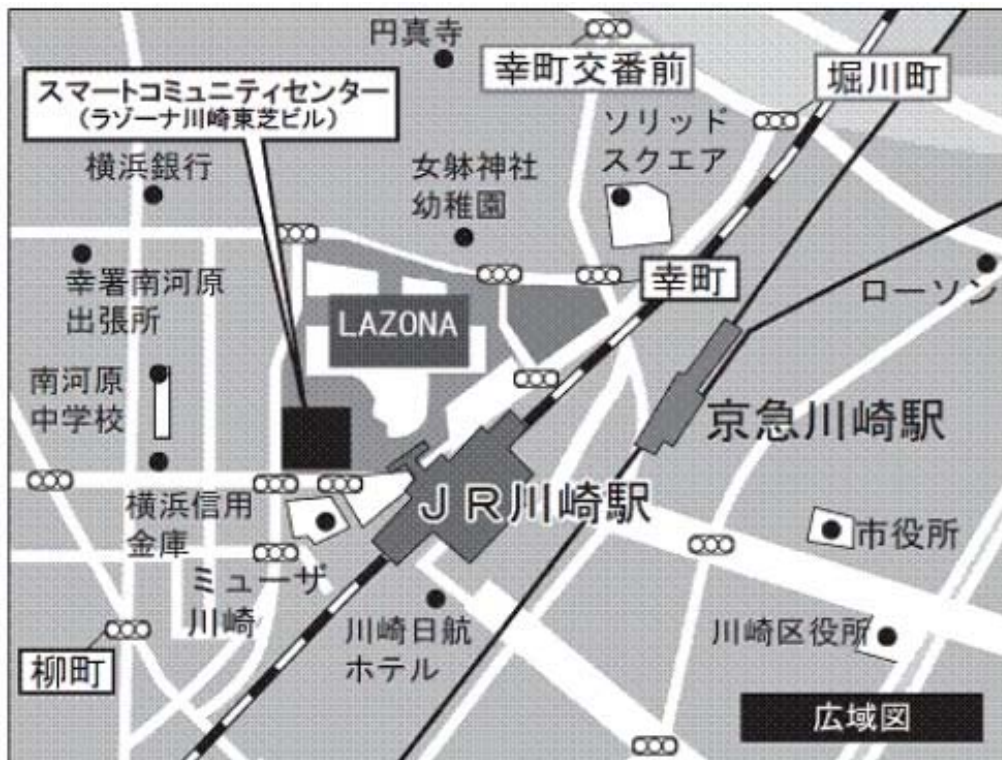 円真寺
幸町交番前
堀川町
スマートコミュニティセンター
(ラゾーナ川崎東芝ビル)
ソリッド
スクエア
横浜銀行
女躰神社
幼稚園
幸署南河原
出張所
幸町
ローソン
LAZONA
南河原
中学校
京急川崎駅
JR川崎駅
横浜信用
金庫
市役所
ミューザ
川崎
川崎日航
ホテル
川崎区役所
柳町
広域図